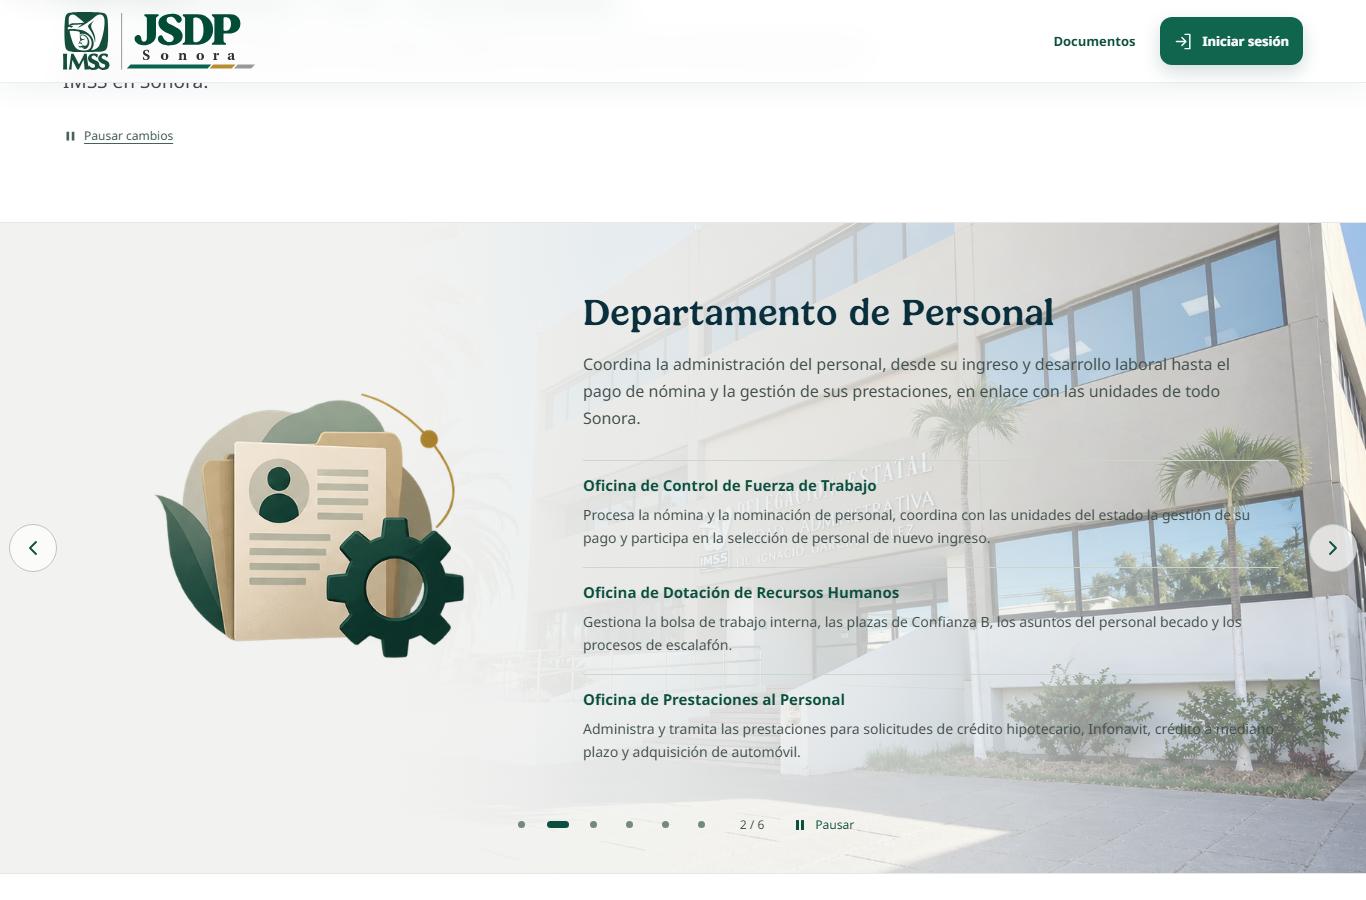 IMSS
JSDP
Sonora
Documentos
Iniciar sesión
IMSS en Sonora.
Pausar cambios
Departamento de Personal
Coordina la administración del personal, desde su ingreso y desarrollo laboral hasta el
pago de nómina y la gestión de sus prestaciones, en enlace con las unidades de todo
Sonora.
Oficina de Control de Fuerza de Trabajo
Procesa la nómina y la nominación de personal, cordina con las unidades del estado la gestión de su
pago y participa en la selección de personal de nuevo ingreso.
Oficina de Dotación de Recursos Humanos
Gestiona la bolsa de trabajo interna, las plazas de Confianza B, los asuntos del personal becado y los
procesos de escalafón.
Oficina de Prestaciones al Personal
Administra y tramita las prestaciones para solicitudes de crédito hipotecario, Infonavit, crédito a mediano
plazo y adquisición de automóvil.
2 / 6
Pausar